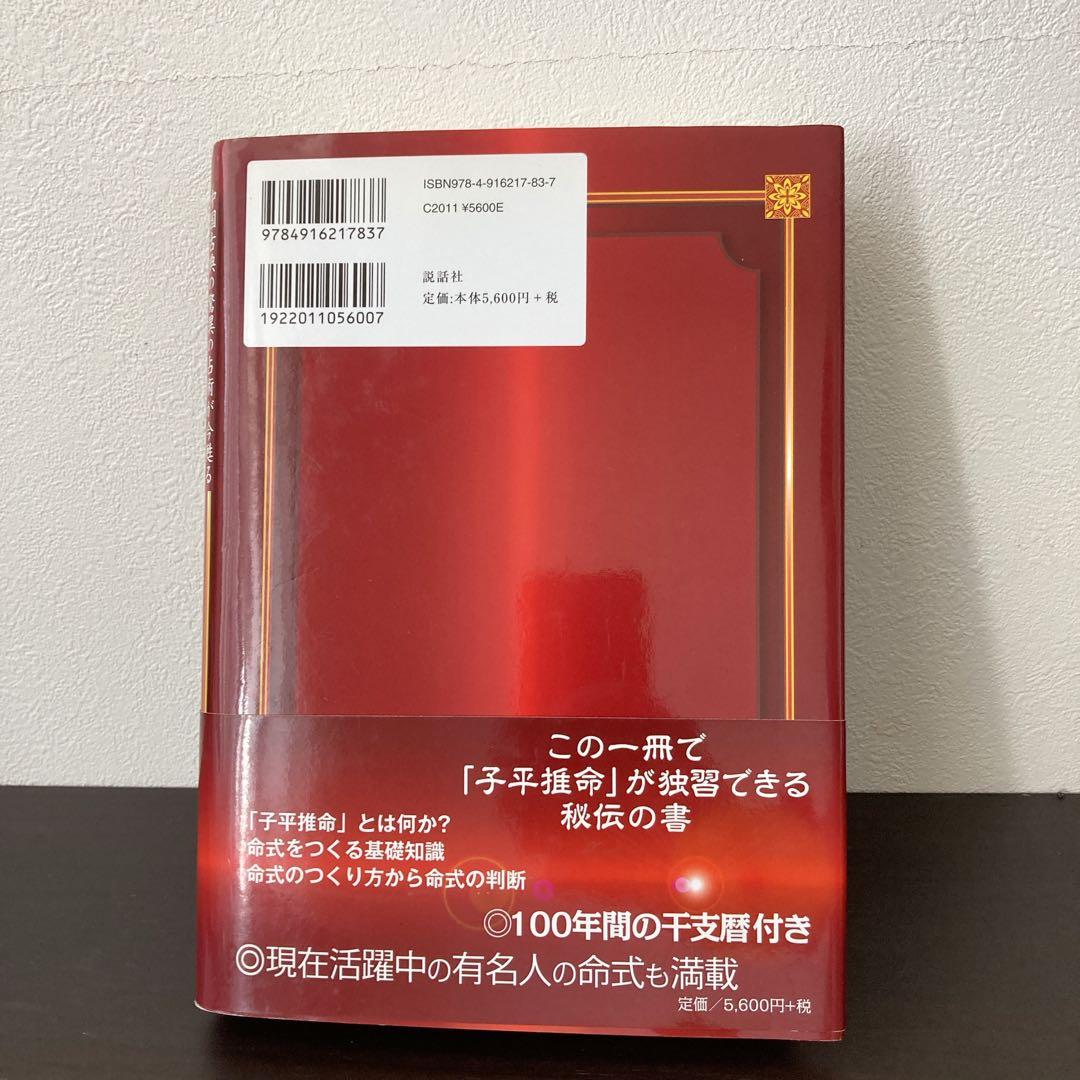 ISBN978-4-916217-83-7
C2011 ¥5600E
9784916217837
説話社
定価:本体5,600円+税
1922011056007
この一冊で
「子平推命」が独習できる
秘伝の書
「子平推命」とは何か?
命式をつくる基礎知識
命式のつくり方から命式の判断
◎100年間の干支暦付き
◎現在活躍中の有名人の命式も満載
定価/5,600円+税